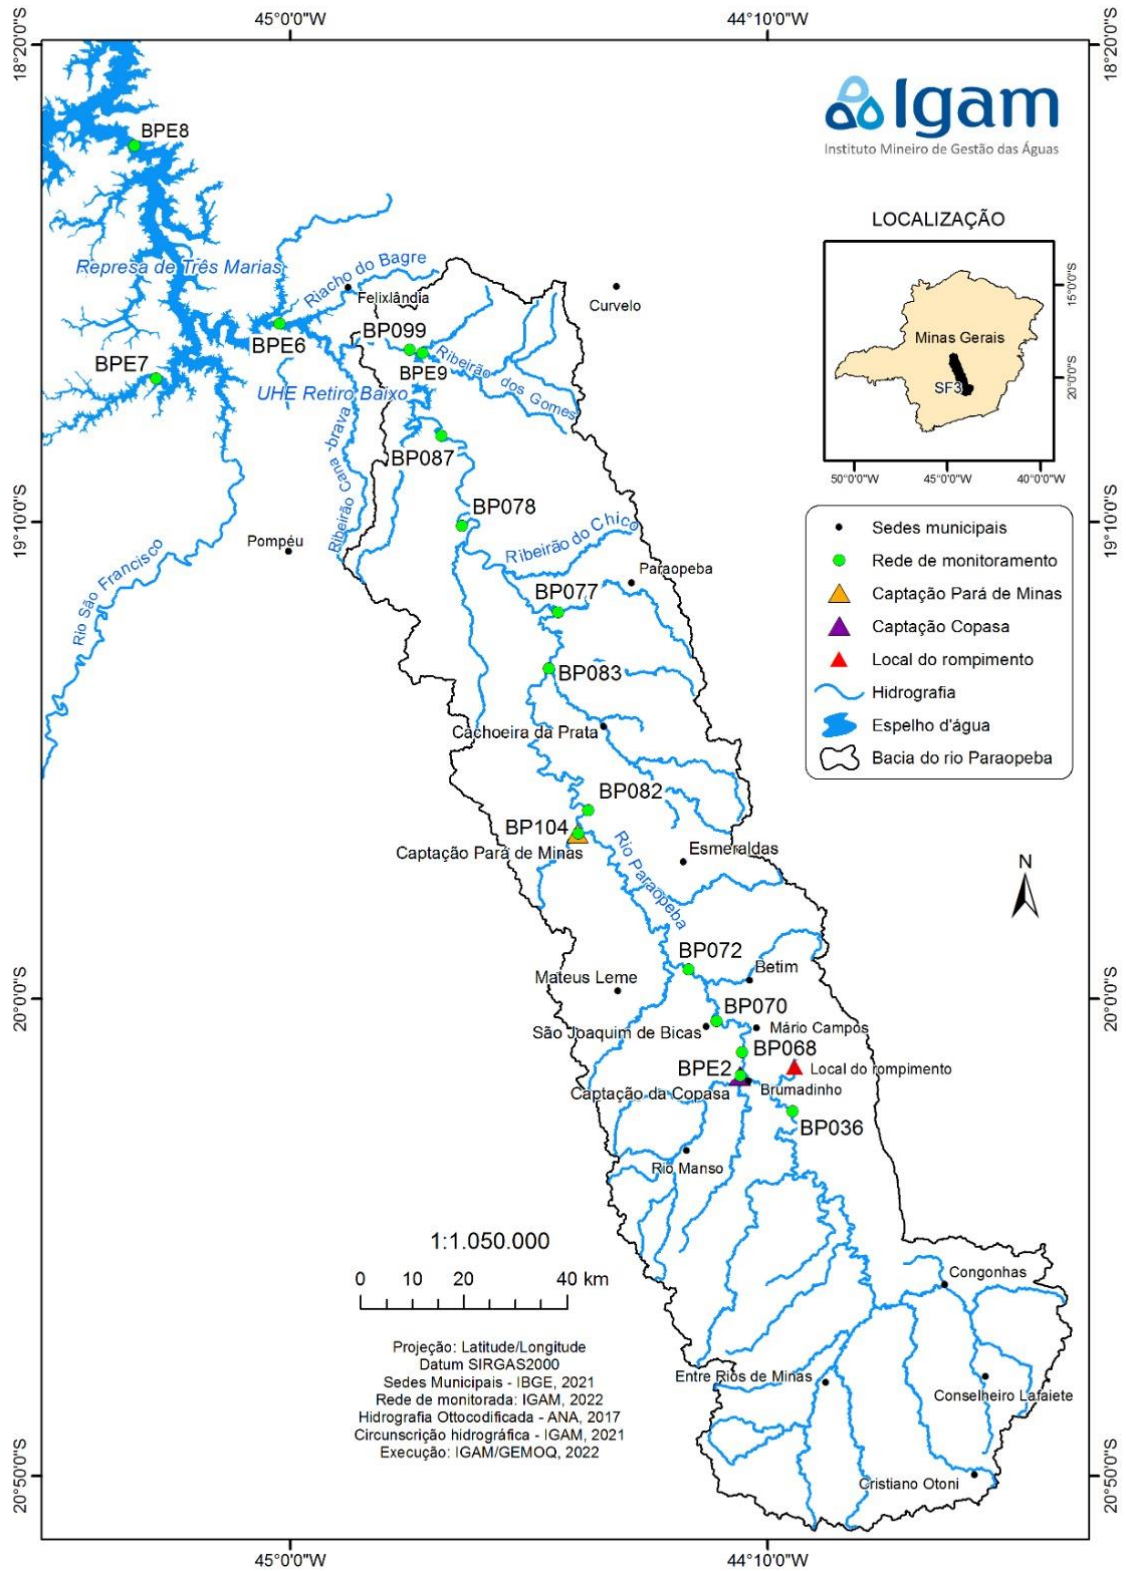 45°0'0"W
44°10'0"W
18°20'0"S
18°20'0"S
Igam
Instituto Mineiro de Gestão das Águas
BPE8
LOCALIZAÇÃO
Represa de Três Marias
Riacho do Bagre
Felixlândia
Curvelo
15°0'0"S
Minas Gerais
20°0'0"S
SF3
50°0'0"W
45°0'0"W
40°0'0"W
BPE6
BP099
BPE7
BPE9
Ribeirão dos Gomes
UHE Retiro Baixo
Ribeirão Cana -brava
BP087
19°10'0"S
19°10'0"S
BP078
Pompéu
Ribeirão do Chico
Paraopeba
Rio São Francisco
BP077
BP083
Cachoeira da Prata
Sedes municipais
Rede de monitoramento
Captação Pará de Minas
Captação Copasa
Local do rompimento
Hidrografia
Espelho d'água
Bacia do rio Paraopeba
BP082
BP104
Captação Pará de Minas
Rio Paraopeba
Esmeraldas
N
BP072
Betim
Mateus Leme
20°0'0"S
20°0'0"S
BP070
São Joaquim de Bicas
Mário Campos
BP068
BPE2
Local do rompimento
Captação da Copasa
Brumadinho
BP036
Rio Manso
1:1.050.000
0 10 20 40 km
Congonhas
Projeção: Latitude/Longitude
Datum SIRGAS2000
Sedes Municipais - IBGE, 2021
Rede de monitorada: IGAM, 2022
Hidrografia Ottocodificada - ANA, 2017
Circunscrição hidrográfica - IGAM, 2021
Execução: IGAM/GEMOQ, 2022
Entre Rios de Minas
Conselheiro Lafaiete
Cristiano Otoni
20°50'0"S
20°50'0"S
45°0'0"W
44°10'0"W